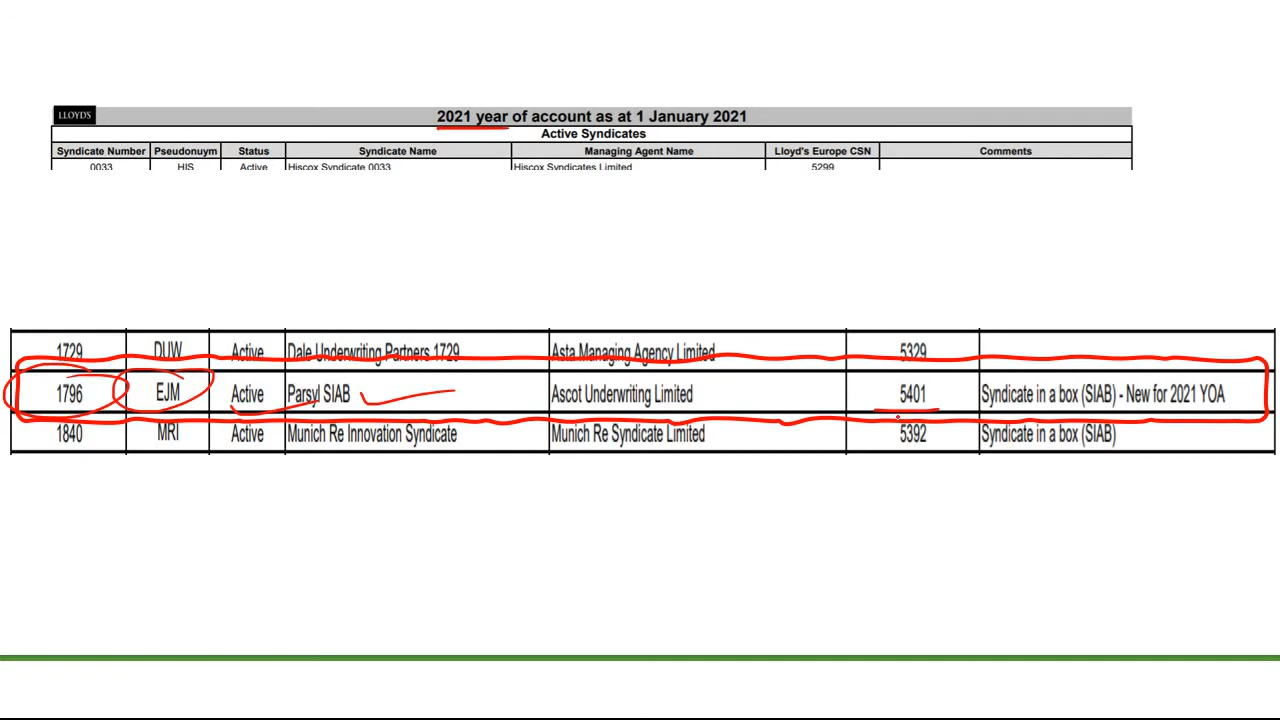 LLOYD'S 2021 year of account as at 1 January 2021
Active Syndicates
Syndicate Number Pseudonuym Status Syndicate Name Managing Agent Name Lloyd's Europe CSN Comments
0033 HIS Active Hiscox Syndicate 0033 Hiscox Syndicates Limited 5299
1729 DUW Active Dale Underwriting Partners 1729 Asta Managing Agency Limited 5329
1796 EJM Active Parsyl SIAB Ascot Underwriting Limited 5401 Syndicate in a box (SIAB) - New for 2021 YOA
1840 MRI Active Munich Re Innovation Syndicate Munich Re Syndicate Limited 5392 Syndicate in a box (SIAB)